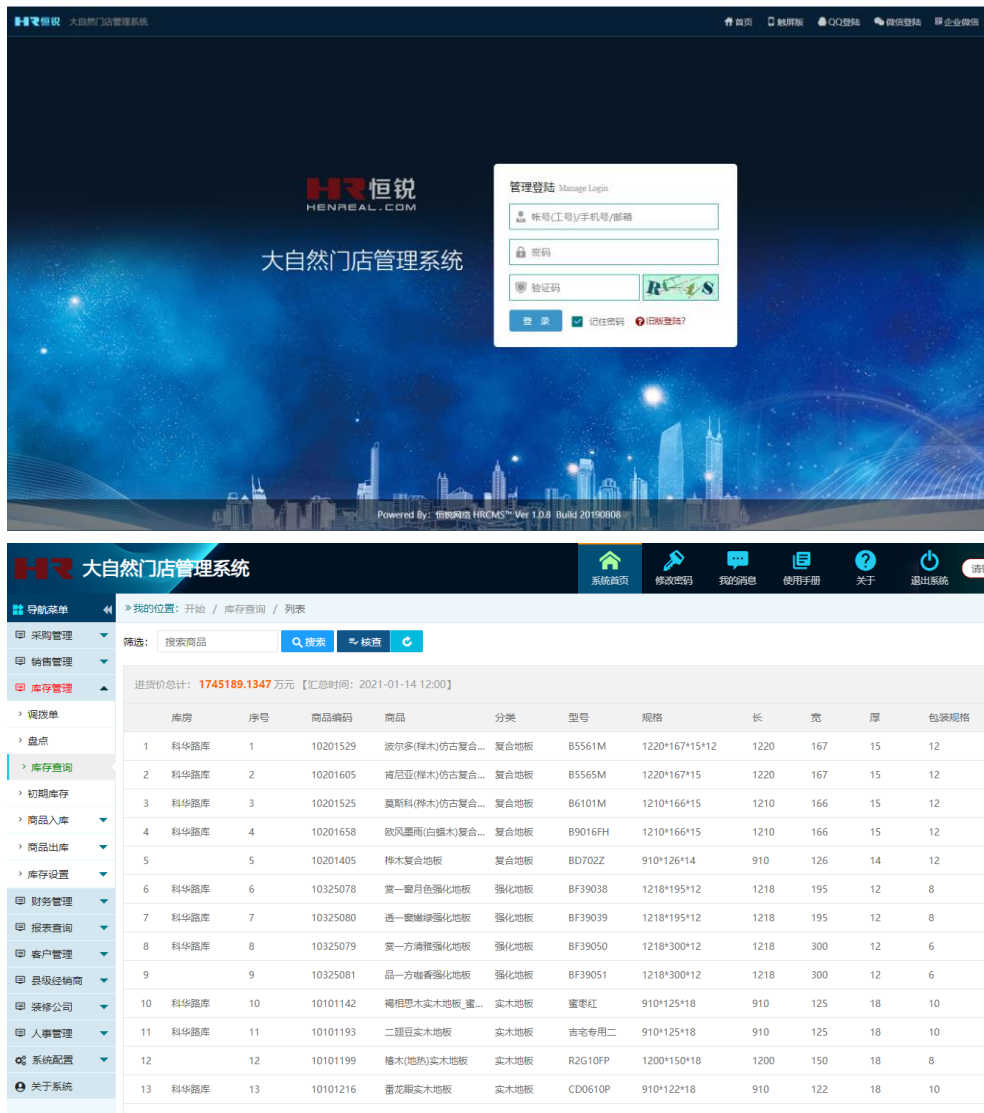 HR恒锐 大自然门店管理系统 首页 触屏版 QQ登陆 微信登陆 企业微信
HR恒锐
HENREAL.COM
大自然门店管理系统
管理登陆 Manage Login
帐号(工号)/手机号/邮箱
密码
验证码
登 录 记住密码 旧版登陆?
Powered By: 恒锐网络 HRCMS™ Ver 1.0.8 Build 20190808
HR 大自然门店管理系统 系统首页 修改密码 我的消息 使用手册 关于 退出系统
导航菜单 »我的位置: 开始 / 库存查询 / 列表
采购管理
销售管理
库存管理
调拨单
盘点
库存查询
初期库存
商品入库
商品出库
库存设置
财务管理
报表查询
客户管理
县级经销商
装修公司
人事管理
系统配置
关于系统
筛选: 搜索商品 搜索 核查
进货价总计: 1745189.1347 万元 【汇总时间: 2021-01-14 12:00】
库房 序号 商品编码 商品 分类 型号 规格 长 宽 厚 包装规格
1 科华路库 1 10201529 波尔多(榉木)仿古复合... 复合地板 B5561M 1220*167*15*12 1220 167 15 12
2 科华路库 2 10201605 肯尼亚(榉木)仿古复合... 复合地板 B5565M 1220*167*15 1220 167 15 12
3 科华路库 3 10201525 莫斯科(桦木)仿古复合... 复合地板 B6101M 1210*166*15 1210 166 15 12
4 科华路库 4 10201658 欧风墨雨(白蜡木)复合... 复合地板 B9016FH 1210*166*15 1210 166 15 12
5 5 10201405 桦木复合地板 复合地板 BD702Z 910*126*14 910 126 14 12
6 科华路库 6 10325078 赏一窗月色强化地板 强化地板 BF39038 1218*195*12 1218 195 12 8
7 科华路库 7 10325080 透一窗嫩绿强化地板 强化地板 BF39039 1218*195*12 1218 195 12 8
8 科华路库 8 10325079 赏一方清雅强化地板 强化地板 BF39050 1218*300*12 1218 300 12 6
9 9 10325081 品一方咖香强化地板 强化地板 BF39051 1218*300*12 1218 300 12 6
10 科华路库 10 10101142 褐相思木实木地板_蜜... 实木地板 蜜枣红 910*125*18 910 125 18 10
11 科华路库 11 10101193 二翅豆实木地板 实木地板 吉宅专用二 910*125*18 910 125 18 10
12 12 10101199 椿木(地热)实木地板 实木地板 R2G10FP 1200*150*18 1200 150 18 8
13 科华路库 13 10101216 番龙眼实木地板 实木地板 CD0610P 910*122*18 910 122 18 10